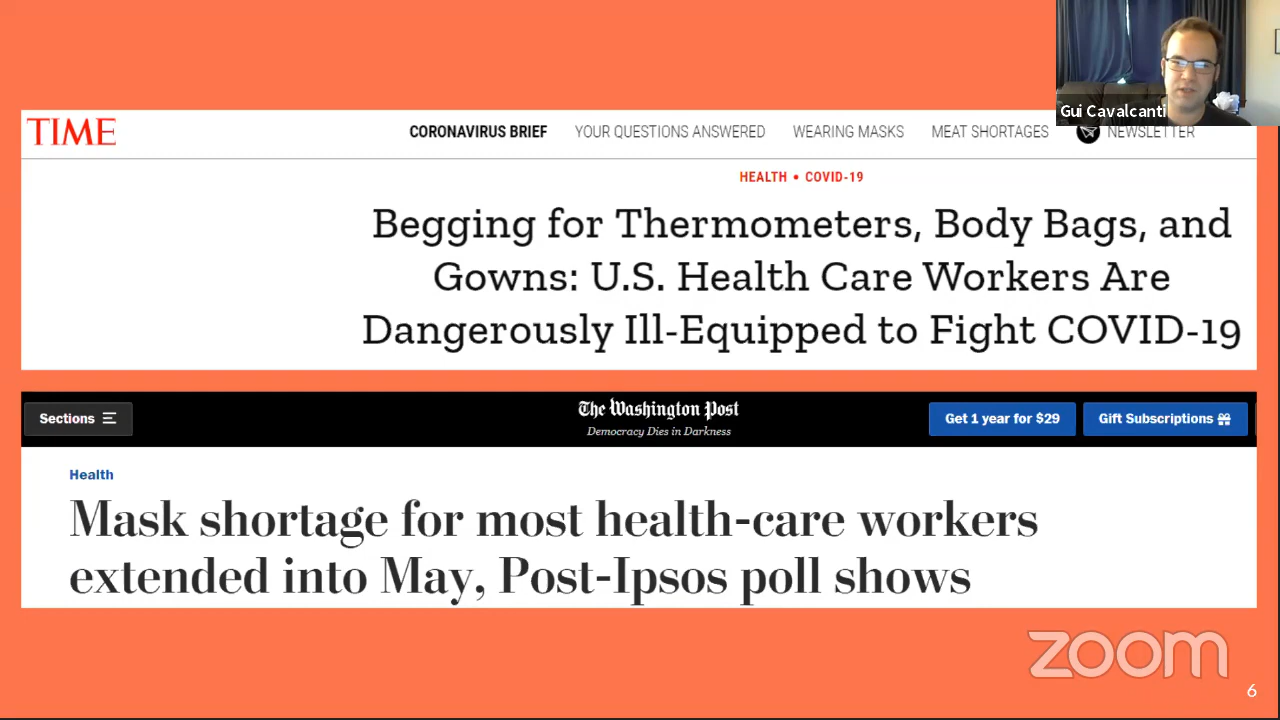 Gui Cavalcanti
TIME
CORONAVIRUS BRIEF YOUR QUESTIONS ANSWERED WEARING MASKS MEAT SHORTAGES NEWSLETTER
HEALTH • COVID-19
Begging for Thermometers, Body Bags, and
Gowns: U.S. Health Care Workers Are
Dangerously Ill-Equipped to Fight COVID-19
Sections The Washington Post Get 1 year for $29 Gift Subscriptions
Democracy Dies in Darkness
Health
Mask shortage for most health-care workers
extended into May, Post-Ipsos poll shows
zoom
6